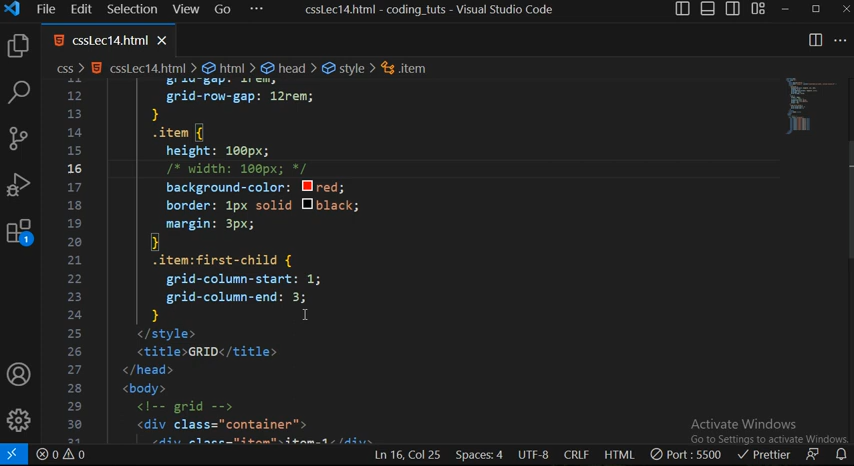 File Edit Selection View Go ··· cssLec14.html - coding_tuts - Visual Studio Code
cssLec14.html
css > cssLec14.html > html > head > style > .item
11 grid-gap: 1rem;
12 grid-row-gap: 12rem;
13 }
14 .item {
15 height: 100px;
16 /* width: 100px; */
17 background-color: red;
18 border: 1px solid black;
19 margin: 3px;
20 }
21 .item:first-child {
22 grid-column-start: 1;
23 grid-column-end: 3;
24 }
25 </style>
26 <title>GRID</title>
27 </head>
28 <body>
29 <!-- grid -->
30 <div class="container">
31 <div class="item">item-1</div>
1
Activate Windows
Go to Settings to activate Windows.
0 0 Ln 16, Col 25 Spaces: 4 UTF-8 CRLF HTML Port : 5500 Prettier